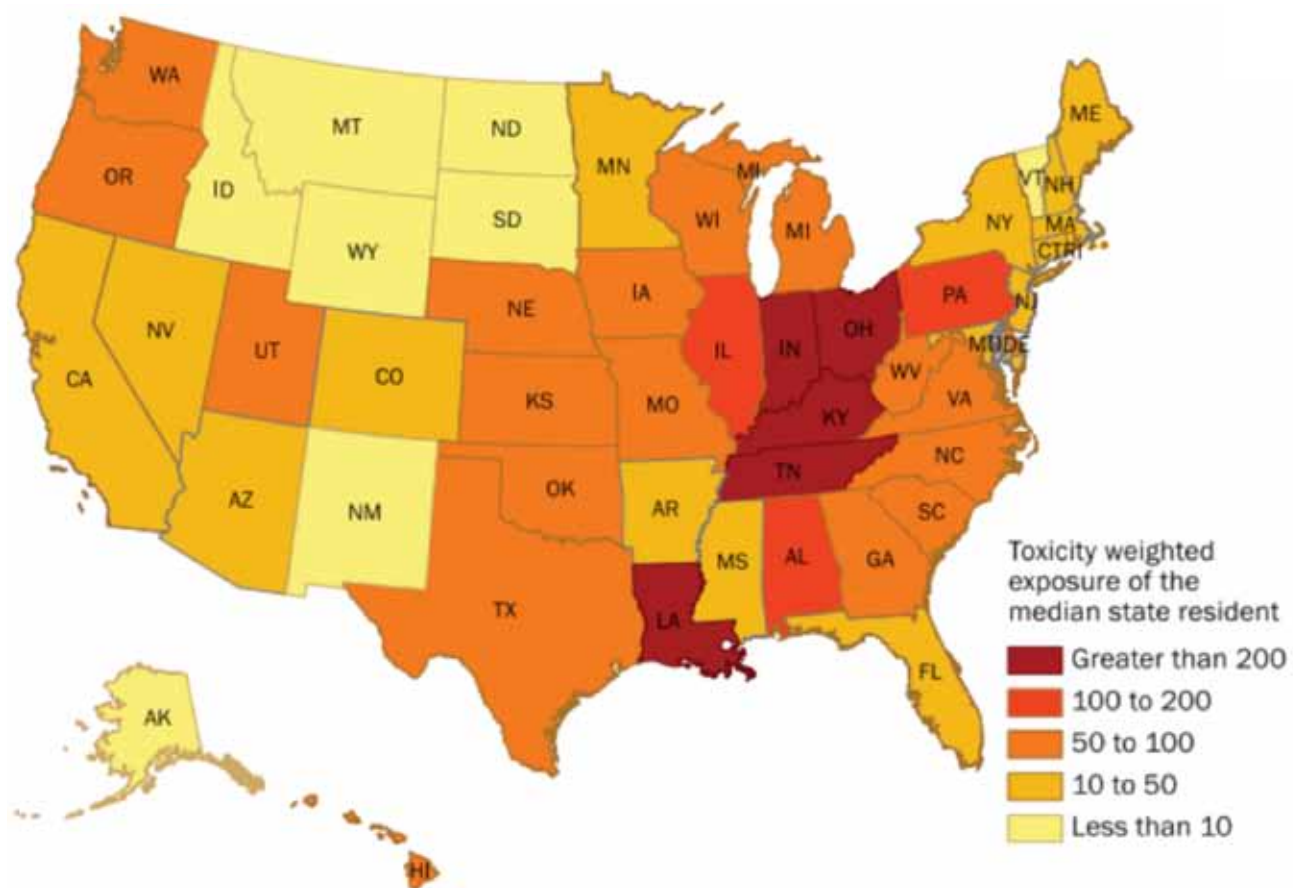 WA
MT
ND
MN
ME
OR
ID
SD
WI
MI
MI
VT
NH
NY
MA
CTRI
WY
IA
NE
PA
NJ
NV
UT
CO
IL
IN
OH
DE
CA
KS
MO
WV
VA
KY
NC
TN
AZ
NM
OK
AR
SC
MS
AL
GA
TX
LA
FL
AK
HI
Toxicity weighted
exposure of the
median state resident
Greater than 200
100 to 200
50 to 100
10 to 50
Less than 10